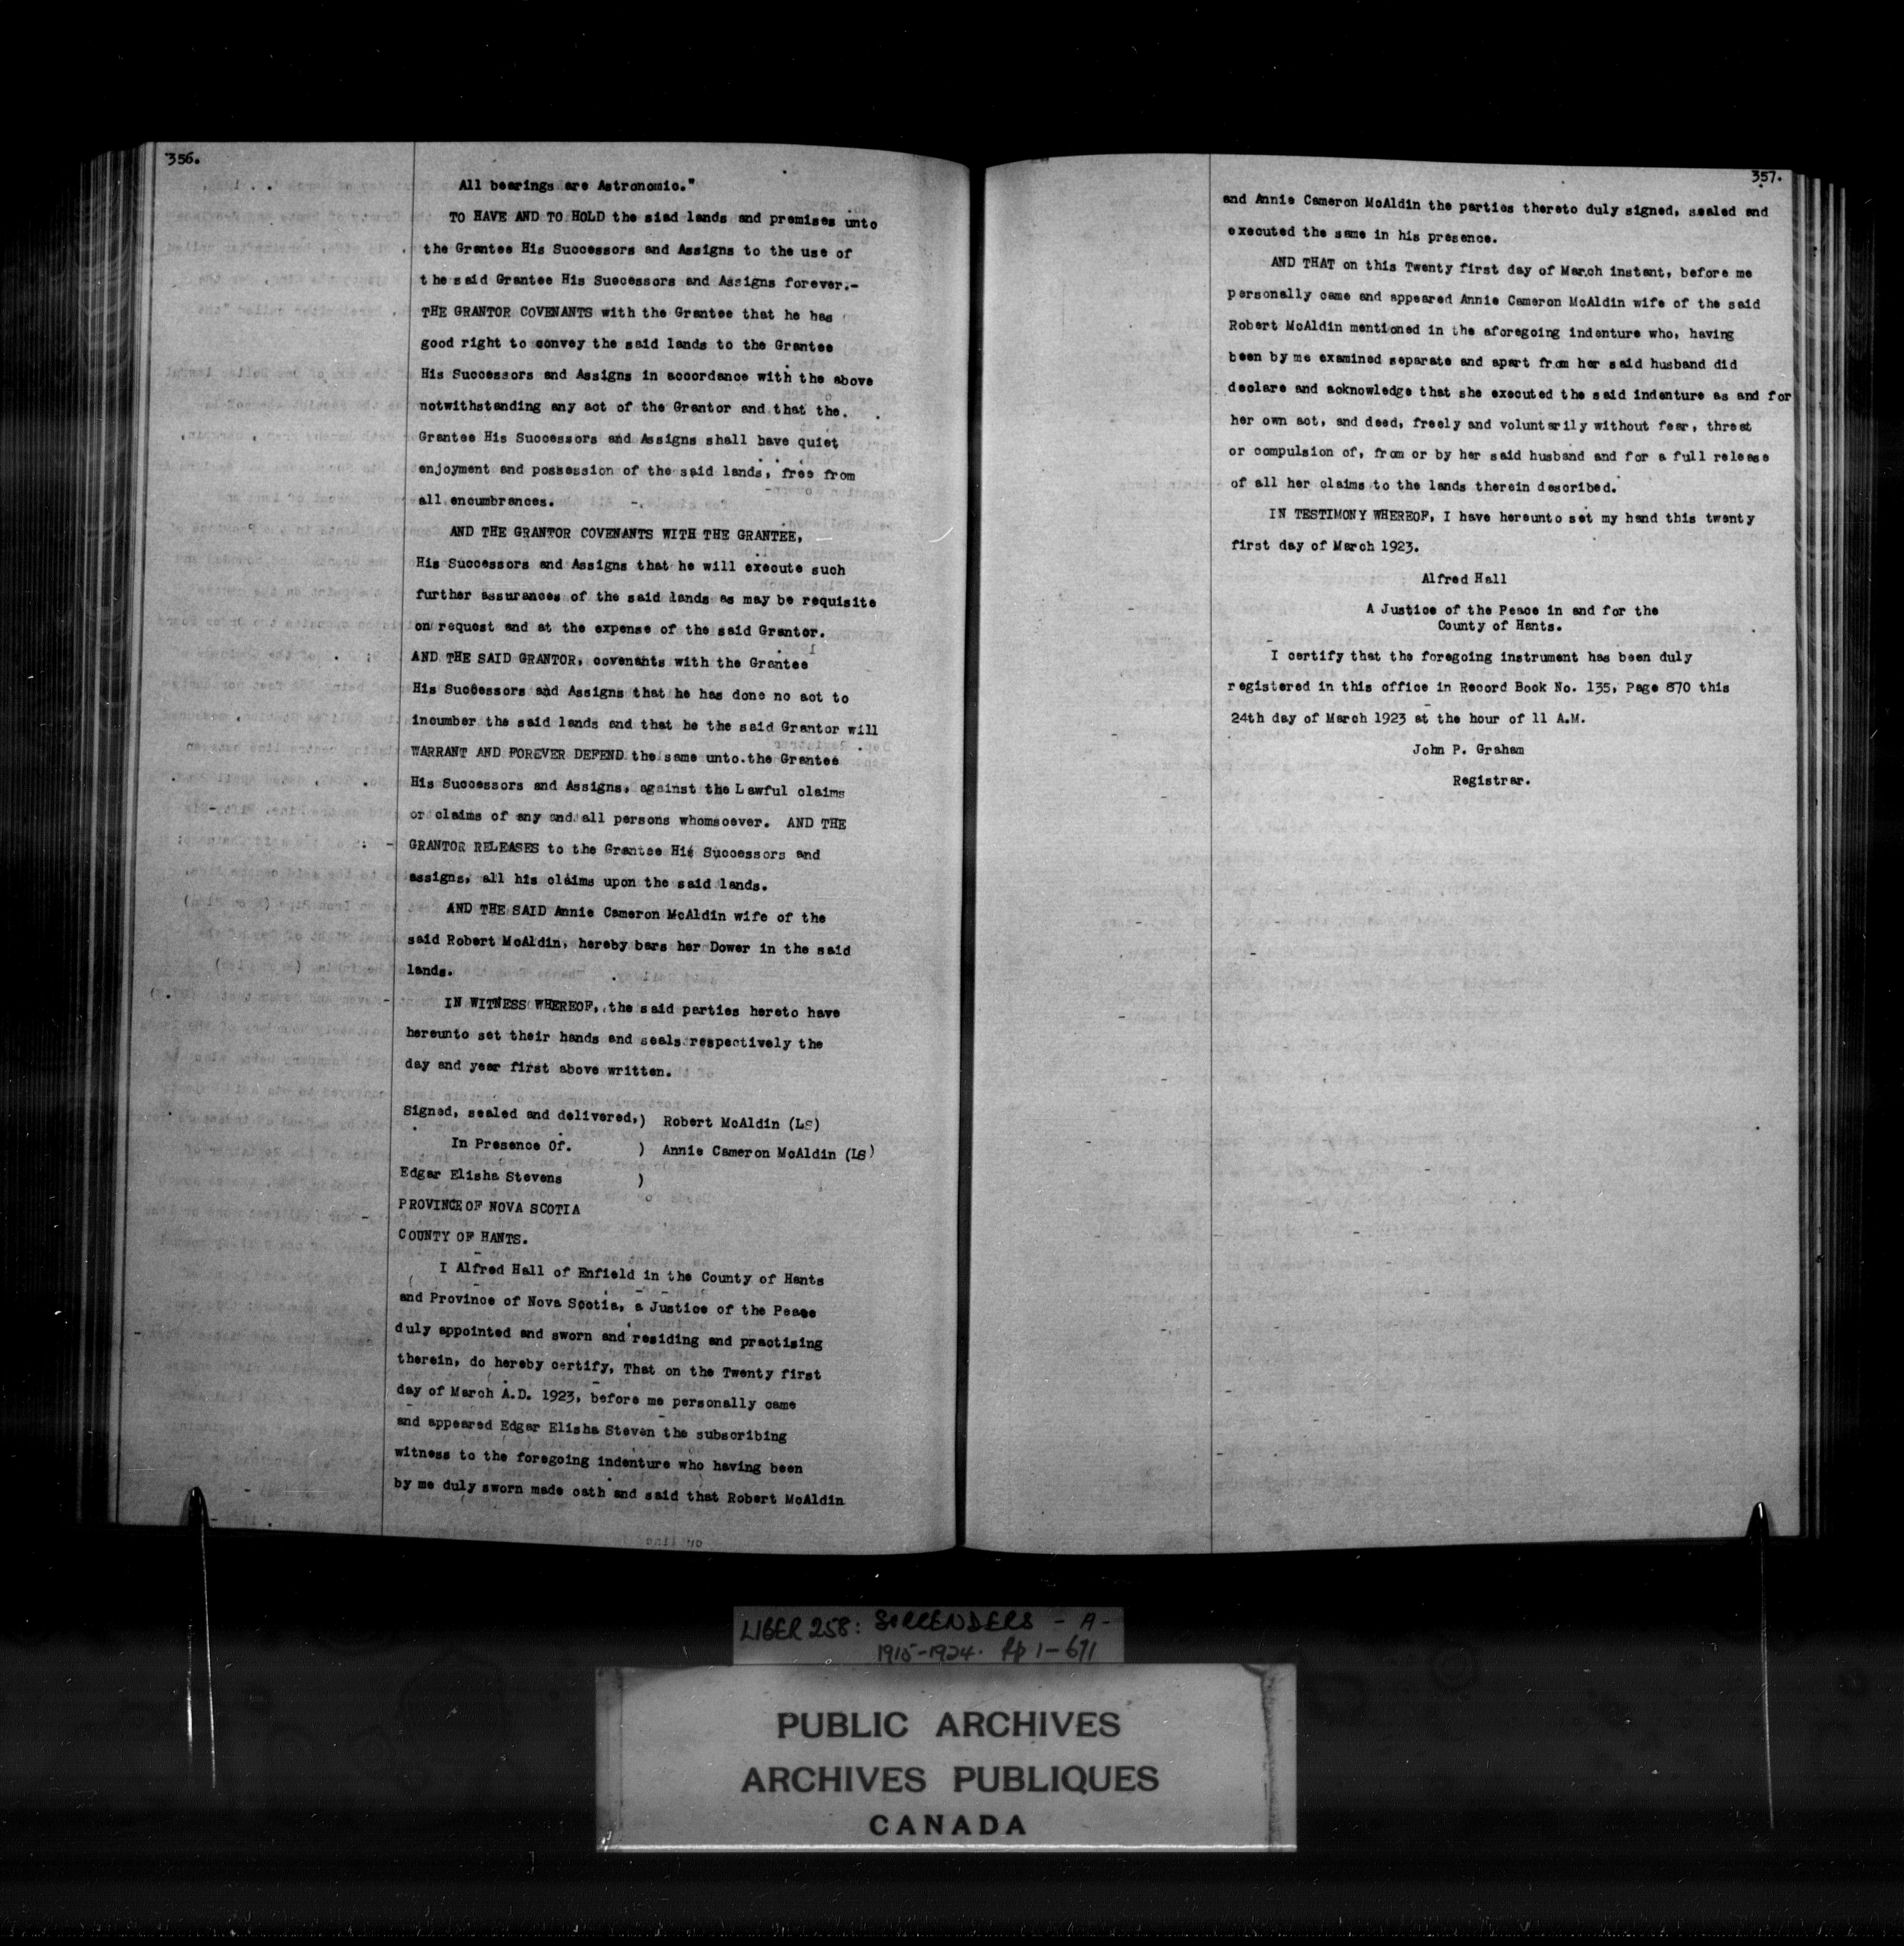 356.
All bearings are Astronomic."
TO HAVE AND TO HOLD the siad lands and premises unto
the Grantee His Successors and Assigns to the use of
the said Grantee His Successors and Assigns forever.-
THE GRANTOR COVENANTS with the Grantee that he has
good right to convey the said lands to the Grantee
His Successors and Assigns in accordance with the above
notwithstanding any act of the Grantor and that the.
Grantee His Successors and Assigns shall have quiet
enjoyment and possession of the said lands, free from
all encumbrances.
AND THE GRANTOR COVENANTS WITH THE GRANTEE,
His Successors and Assigns that he will execute such
further assurances of the said lands as may be requisite
on request and at the expense of the said Grantor.
AND THE SAID GRANTOR, covenants with the Grantee
His Successors and Assigns that he has done no act to
incumber the said lands and that he the said Grantor will
WARRANT AND FOREVER DEFEND the same unto.the Grantee
His Successors and Assigns, against the Lawful claims
or claims of any and all persons whomsoever. AND THE
GRANTOR RELEASES to the Grantee His Successors and
assigns, all his claims upon the said lands.
AND THE SAID Annie Cameron McAldin wife of the
said Robert McAldin, hereby bars her Dower in the said
lands.
IN WITNESS WHEREOF, the said parties hereto have
hereunto set their hands and seals respectively the
day and year first above written.
Signed, sealed and delivered,) Robert McAldin (LS)
In Presence Of. ) Annie Cameron McAldin (LS)
Edgar Elisha Stevens )
PROVINCE OF NOVA SCOTIA
COUNTY OF HANTS.
I Alfred Hall of Enfield in the County of Hants
and Province of Nova Scotia, a Justice of the Peace
duly appointed and sworn and residing and practising
therein, do hereby certify, That on the Twenty first
day of March A.D. 1923, before me personally came
and appeared Edgar Elisha Steven the subscribing
witness to the foregoing indenture who having been
by me duly sworn made oath and said that Robert McAldin
357.
and Annie Cameron McAldin the parties thereto duly signed, sealed and
executed the same in his presence.
AND THAT on this Twenty first day of March instant, before me
personally came and appeared Annie Cameron McAldin wife of the said
Robert McAldin mentioned in the aforegoing indenture who, having
been by me examined separate and apart from her said husband did
declare and acknowledge that she executed the said indenture as and for
her own act, and deed, freely and voluntarily without fear, threat
or compulsion of, from or by her said husband and for a full release
of all her claims to the lands therein described.
IN TESTIMONY WHEREOF, I have hereunto set my hand this twenty
first day of March 1923.
Alfred Hall
A Justice of the Peace in and for the
County of Hants.
I certify that the foregoing instrument has been duly
registered in this office in Record Book No. 135, Page 870 this
24th day of March 1923 at the hour of 11 A.M.
John P. Graham
Registrar.
LIBER 258: SURRENDERS - A -
1915-1924. pp 1-671
PUBLIC ARCHIVES
ARCHIVES PUBLIQUES
CANADA